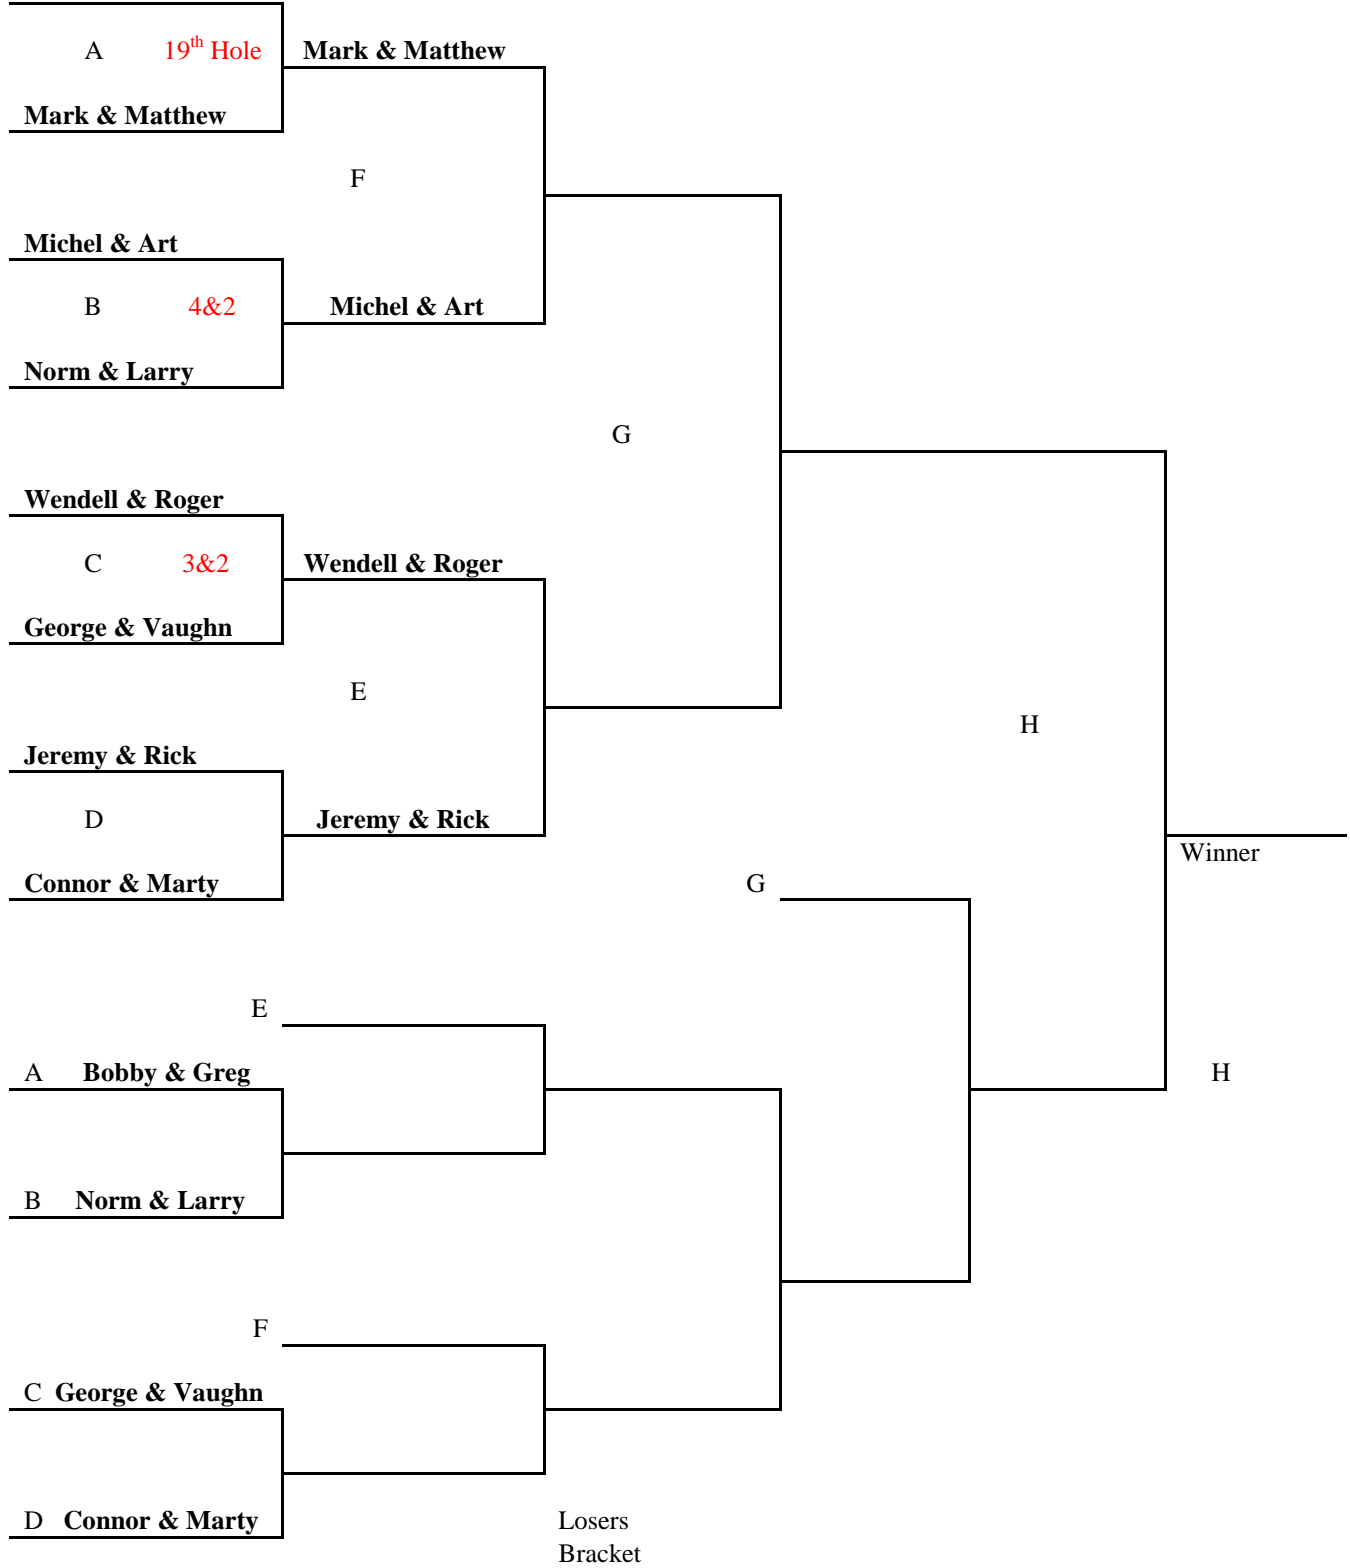 A 19th Hole Mark & Matthew
Mark & Matthew
F
Michel & Art
B 4&2 Michel & Art
Norm & Larry
G
Wendell & Roger
C 3&2 Wendell & Roger
George & Vaughn
E
H
Jeremy & Rick
D Jeremy & Rick
Winner
Connor & Marty G
E
A Bobby & Greg H
B Norm & Larry
F
C George & Vaughn
D Connor & Marty Losers
Bracket